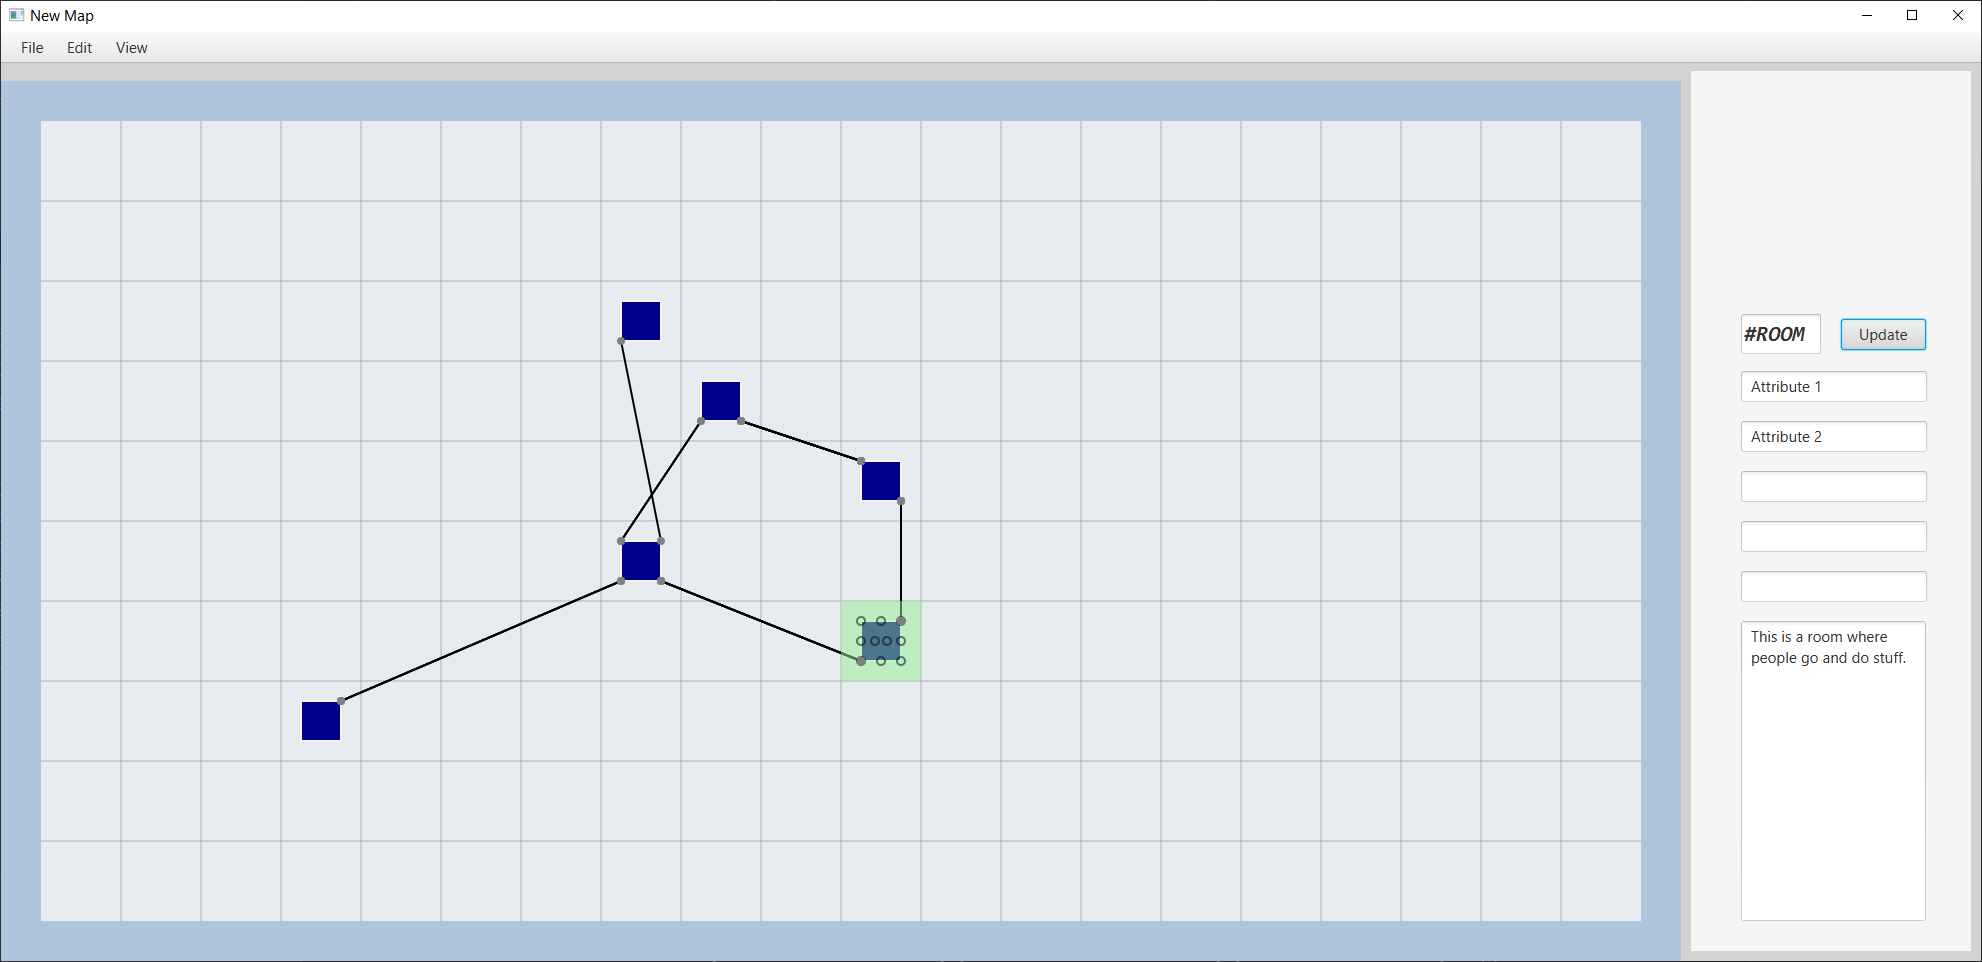 New Map
File Edit View
#ROOM Update
Attribute 1
Attribute 2
This is a room where
people go and do stuff.